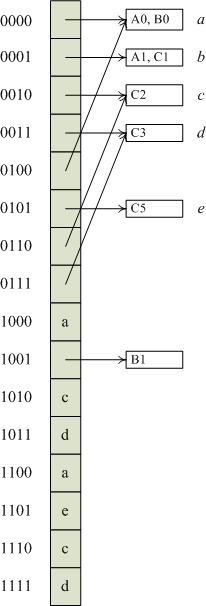 0000 A0, B0 a
0001 A1, C1 b
0010 C2 c
0011 C3 d
0100
0101 C5 e
0110
0111
1000 a
1001 B1
1010 c
1011 d
1100 a
1101 e
1110 c
1111 d